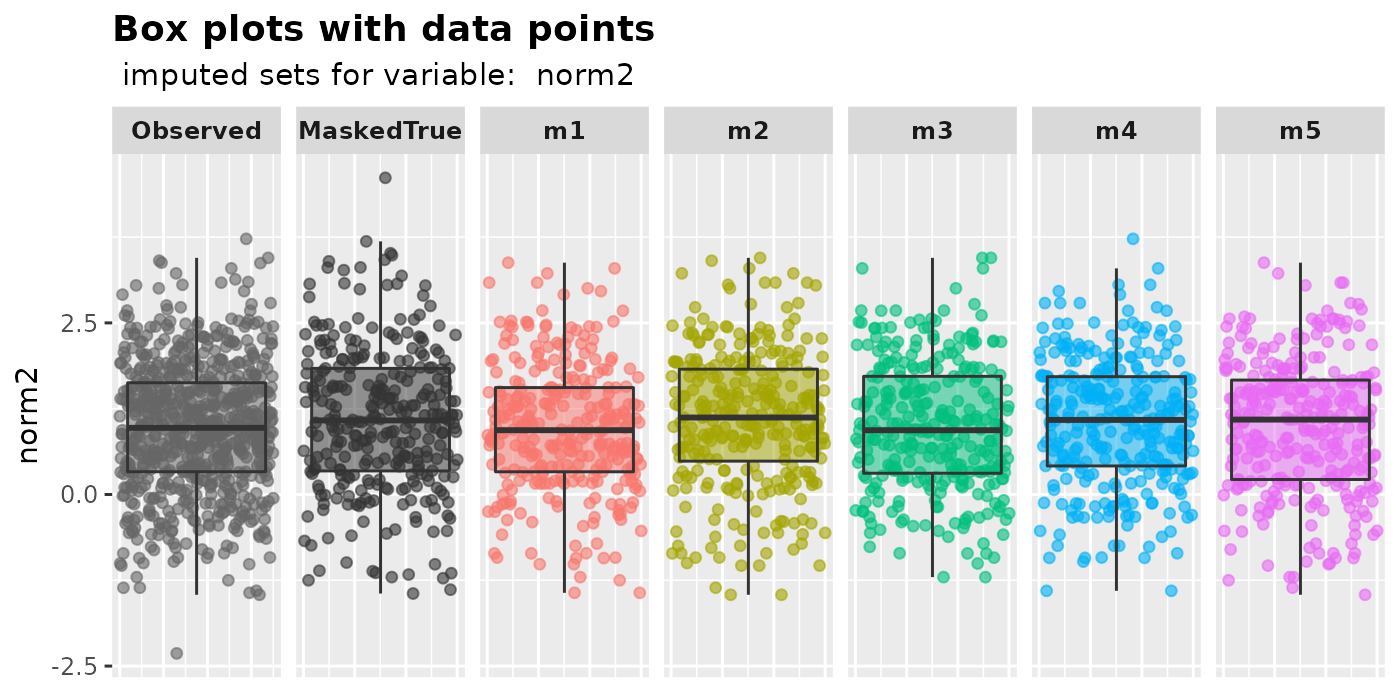 Box plots with data points
imputed sets for variable:  norm2
Observed MaskedTrue m1 m2 m3 m4 m5
norm2
2.5
0.0
-2.5